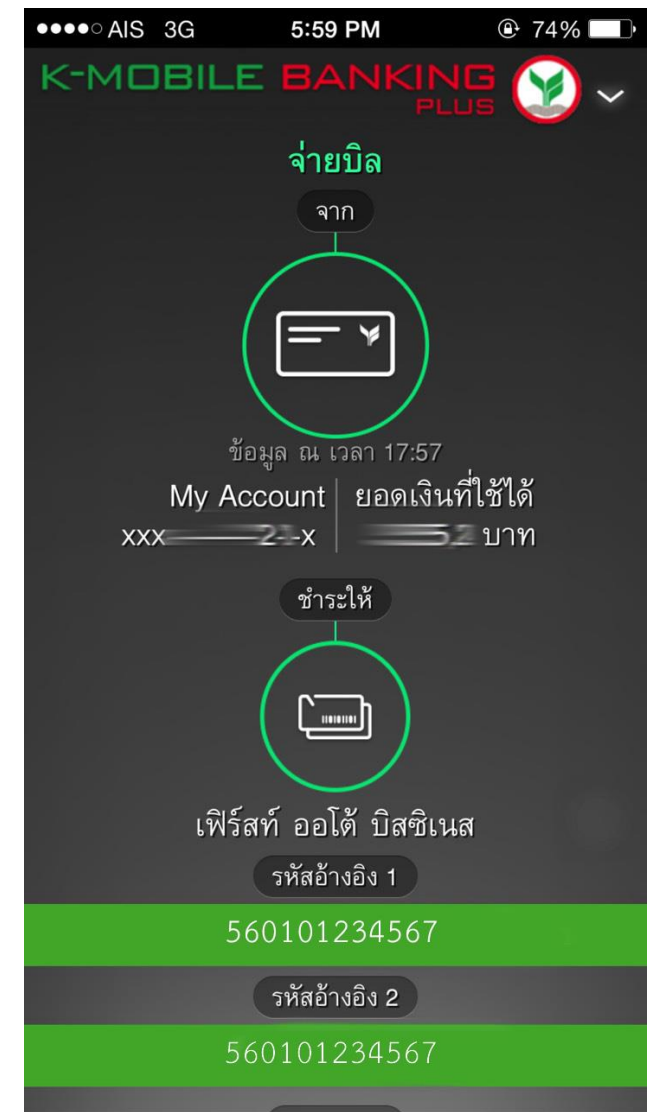 AIS 3G 5:59 PM 74%
K-MOBILE BANKING
PLUS
จ่ายบิล
จาก
ข้อมูล ณ เวลา 17:57
My Account ยอดเงินที่ใช้ได้
xxx 2 -x บาท
ชำระให้
เฟิร์สท์ ออโต้ บิสซิเนส
รหัสอ้างอิง 1
560101234567
รหัสอ้างอิง 2
560101234567